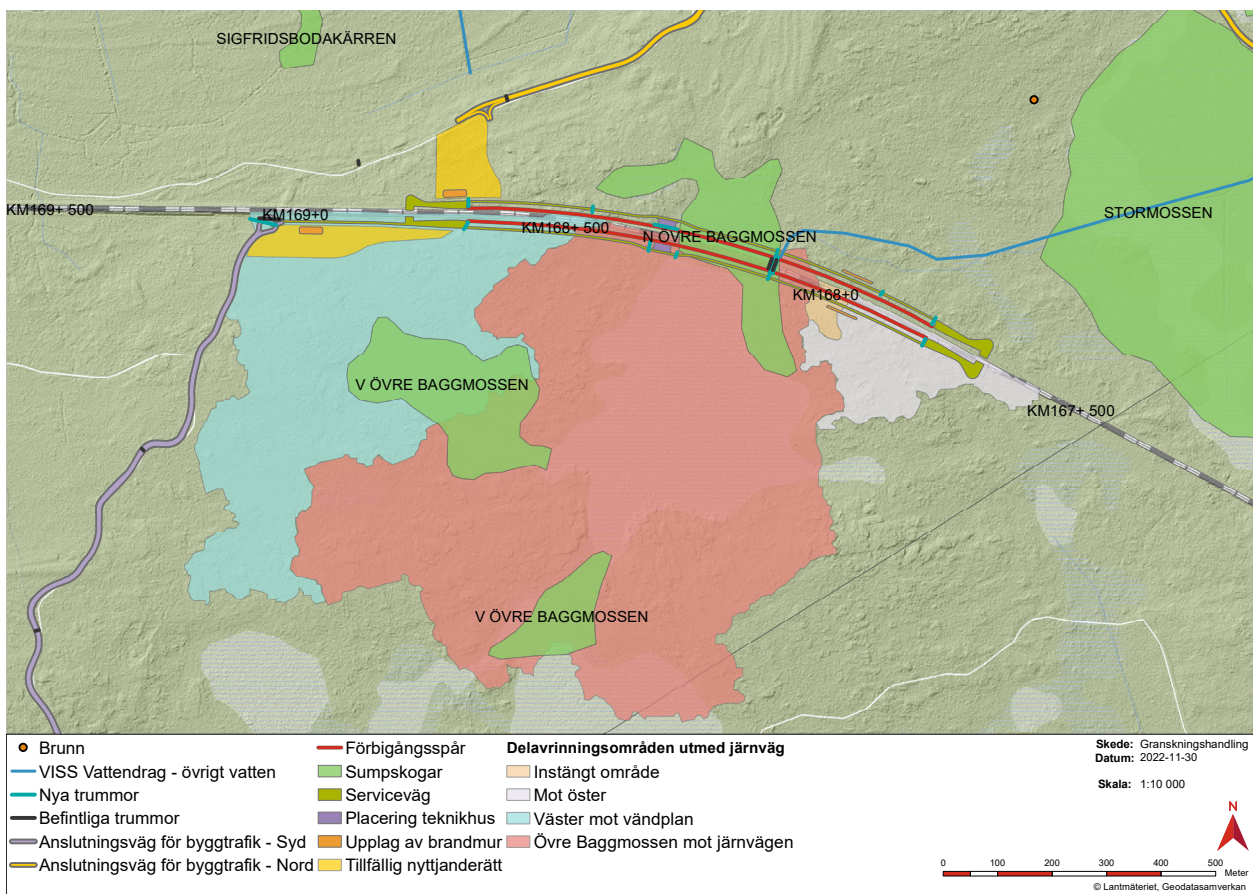 SIGFRIDSBODAKÄRREN
STORMOSSEN
KM169+ 500
KM169+0
KM168+ 500
N ÖVRE BAGGMOSSEN
KM168+0
V ÖVRE BAGGMOSSEN
KM167+ 500
V ÖVRE BAGGMOSSEN
Brunn
VISS Vattendrag - övrigt vatten
Nya trummor
Befintliga trummor
Anslutningsväg för byggtrafik - Syd
Anslutningsväg för byggtrafik - Nord
Förbigångsspår
Sumpskogar
Serviceväg
Placering teknikhus
Upplag av brandmur
Tillfällig nyttjanderätt
Delavrinningsområden utmed järnväg
Instängt område
Mot öster
Väster mot vändplan
Övre Baggmossen mot järnvägen
Skede: Granskningshandling
Datum: 2022-11-30
Skala: 1:10 000
N
0 100 200 300 400 500
Meter
© Lantmäteriet, Geodatasamverkan